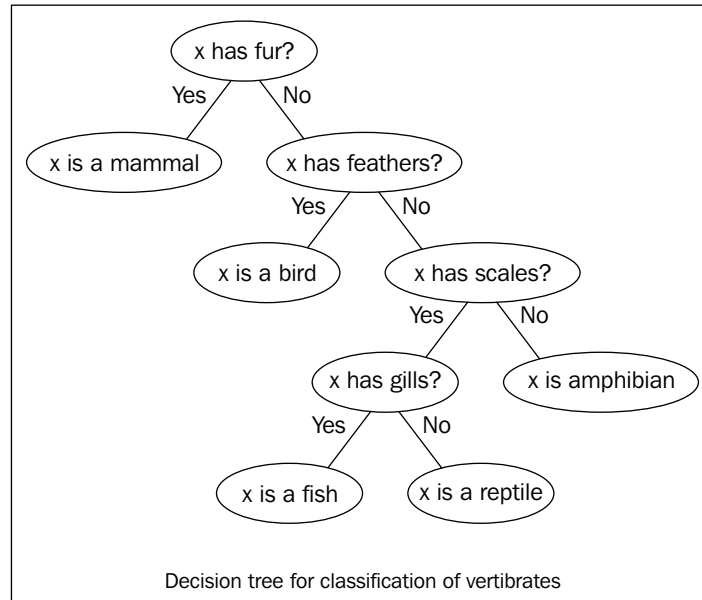 x has fur?
Yes No
x is a mammal x has feathers?
Yes No
x is a bird x has scales?
Yes No
x has gills? x is amphibian
Yes No
x is a fish x is a reptile
Decision tree for classification of vertibrates